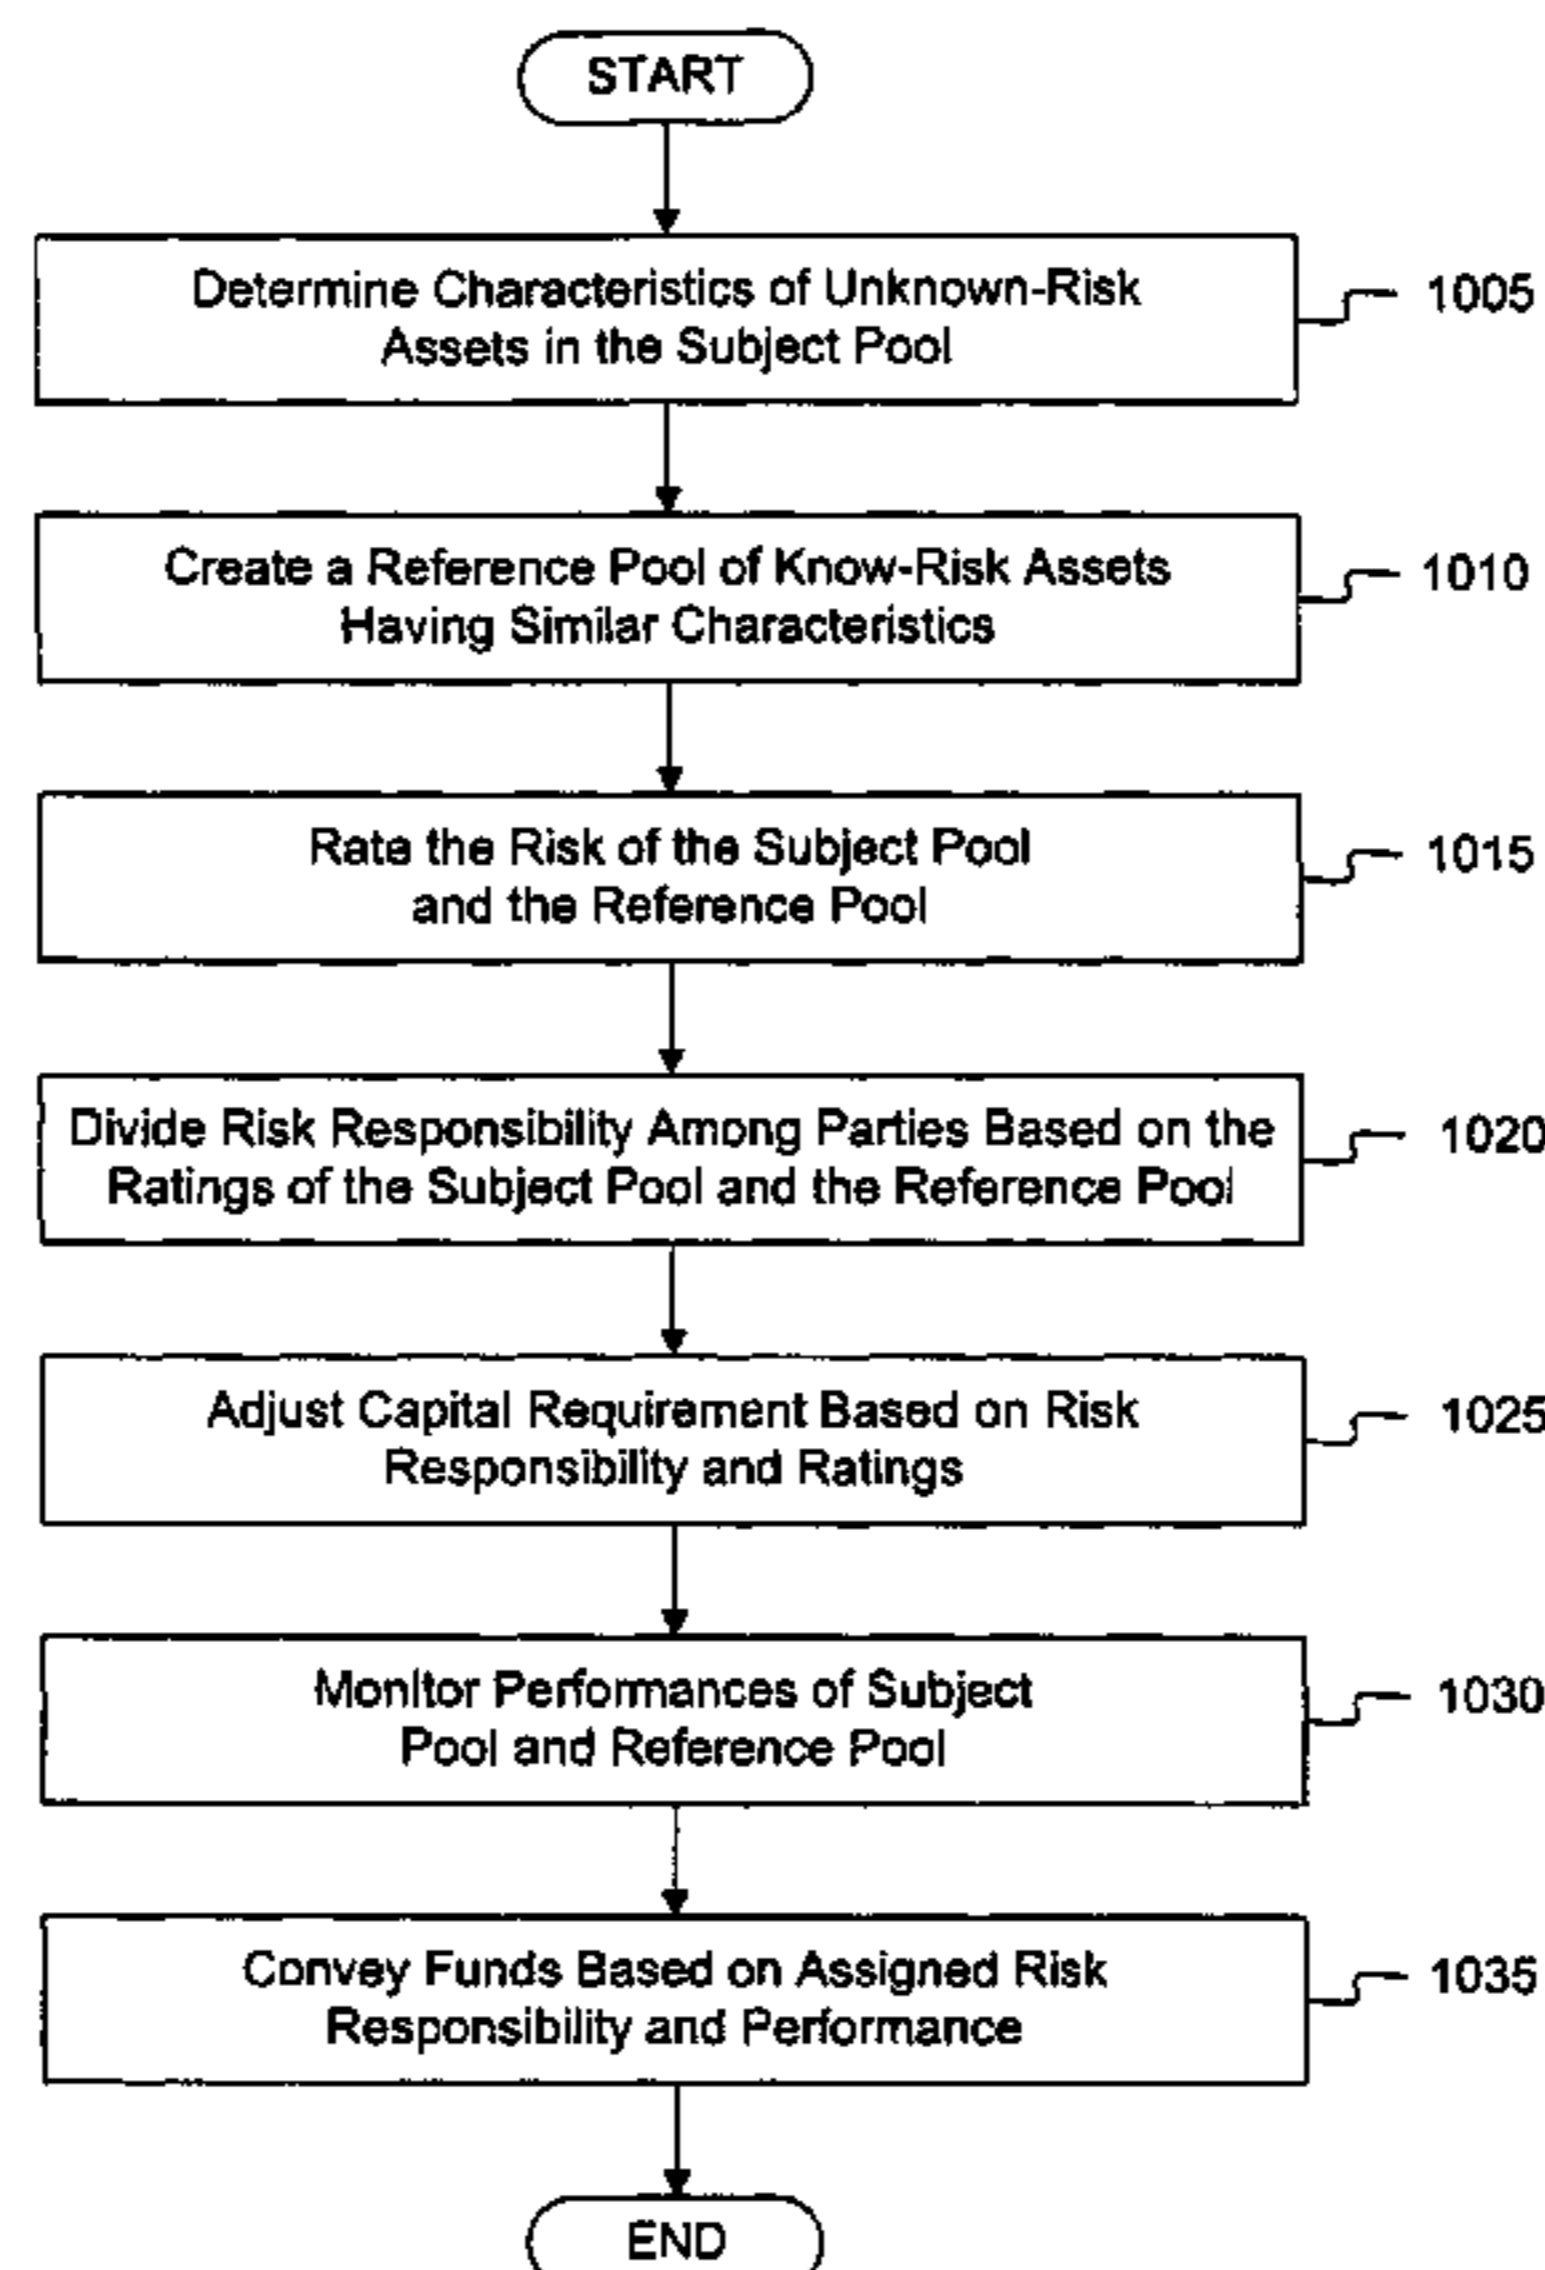 START
Determine Characteristics of Unknown-Risk
Assets in the Subject Pool
1005
Create a Reference Pool of Know-Risk Assets
Having Similar Characteristics
1010
Rate the Risk of the Subject Pool
and the Reference Pool
1015
Divide Risk Responsibility Among Parties Based on the
Ratings of the Subject Pool and the Reference Pool
1020
Adjust Capital Requirement Based on Risk
Responsibility and Ratings
1025
Monitor Performances of Subject
Pool and Reference Pool
1030
Convey Funds Based on Assigned Risk
Responsibility and Performance
1035
END